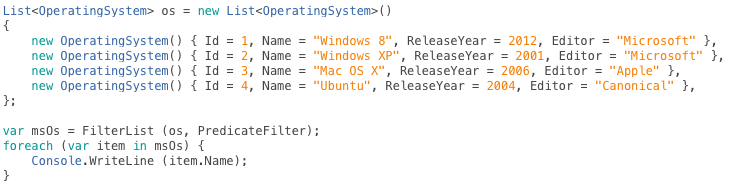 List<OperatingSystem> os = new List<OperatingSystem>()
{
    new OperatingSystem() { Id = 1, Name = "Windows 8", ReleaseYear = 2012, Editor = "Microsoft" },
    new OperatingSystem() { Id = 2, Name = "Windows XP", ReleaseYear = 2001, Editor = "Microsoft" },
    new OperatingSystem() { Id = 3, Name = "Mac OS X", ReleaseYear = 2006, Editor = "Apple" },
    new OperatingSystem() { Id = 4, Name = "Ubuntu", ReleaseYear = 2004, Editor = "Canonical" },
};

var msOs = FilterList (os, PredicateFilter);
foreach (var item in msOs) {
    Console.WriteLine (item.Name);
}